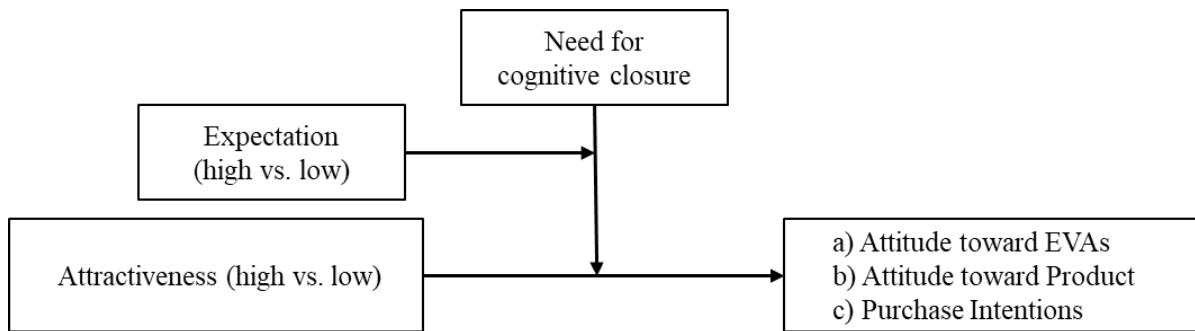 Need for
cognitive closure
Expectation
(high vs. low)
Attractiveness (high vs. low)
a) Attitude toward EVAs
b) Attitude toward Product
c) Purchase Intentions